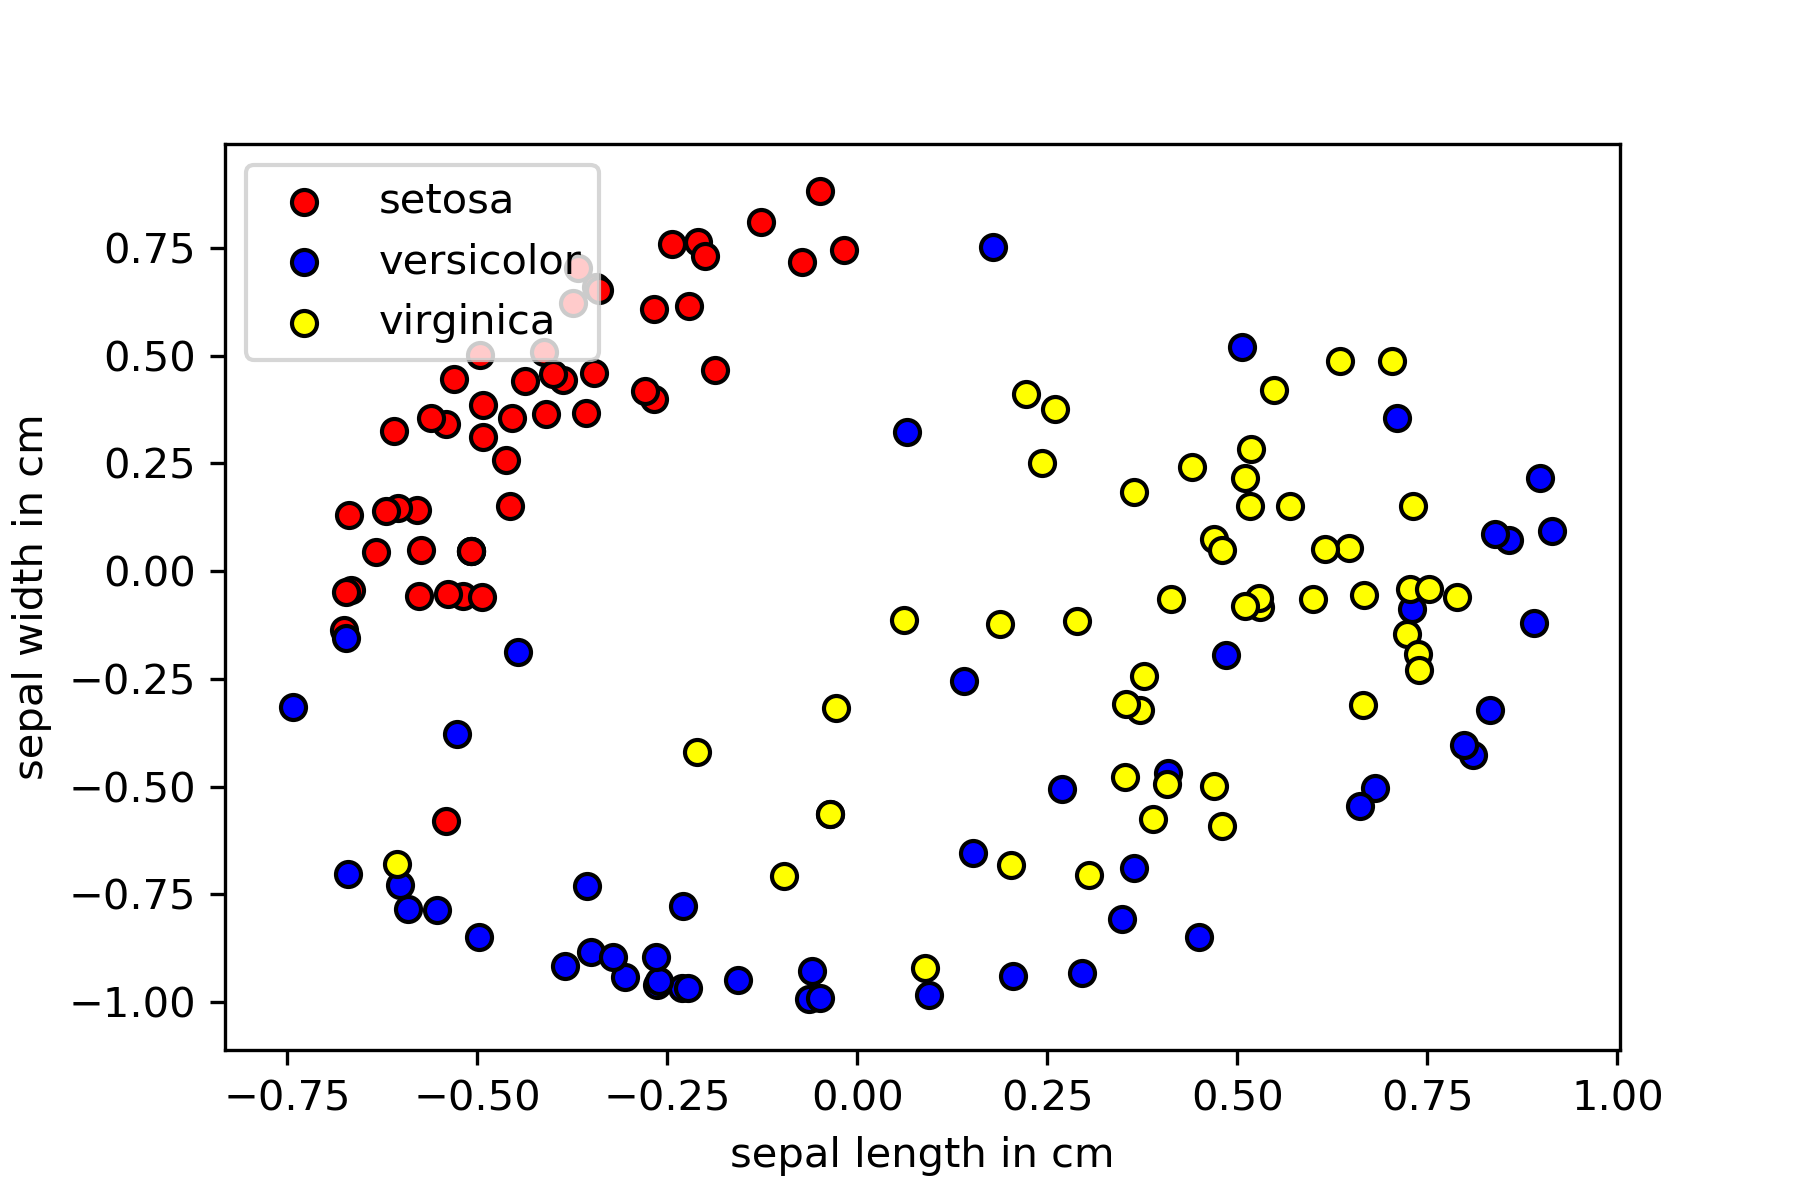 setosa
versicolor
virginica
0.75
0.50
0.25
0.00
−0.25
−0.50
−0.75
−1.00
sepal width in cm
−0.75 −0.50 −0.25 0.00 0.25 0.50 0.75 1.00
sepal length in cm